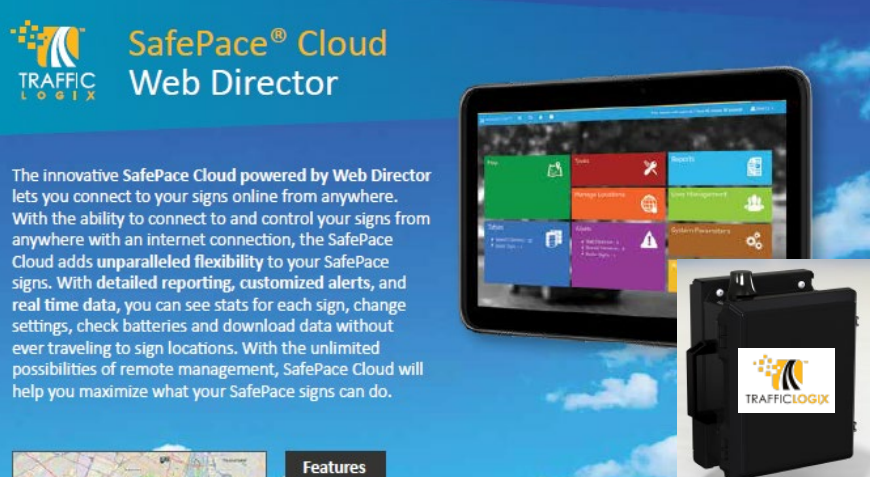 TRAFFIC
LOGIX
SafePace® Cloud
Web Director
The innovative SafePace Cloud powered by Web Director
lets you connect to your signs online from anywhere.
With the ability to connect to and control your signs from
anywhere with an internet connection, the SafePace
Cloud adds unparalleled flexibility to your SafePace
signs. With detailed reporting, customized alerts, and
real time data, you can see stats for each sign, change
settings, check batteries and download data without
ever traveling to sign locations. With the unlimited
possibilities of remote management, SafePace Cloud will
help you maximize what your SafePace signs can do.
Map
Tools
Reports
Manage Locations
User Management
Alerts
System Parameters
TRAFFICLOGIX
Features